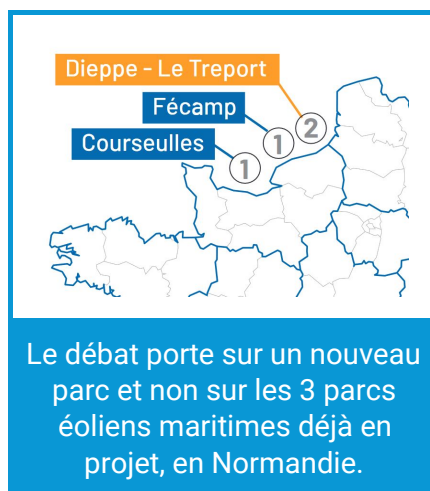 Dieppe - Le Treport
Fécamp
2
1
Courseulles
1
Le débat porte sur un nouveau
parc et non sur les 3 parcs
éoliens maritimes déjà en
projet, en Normandie.